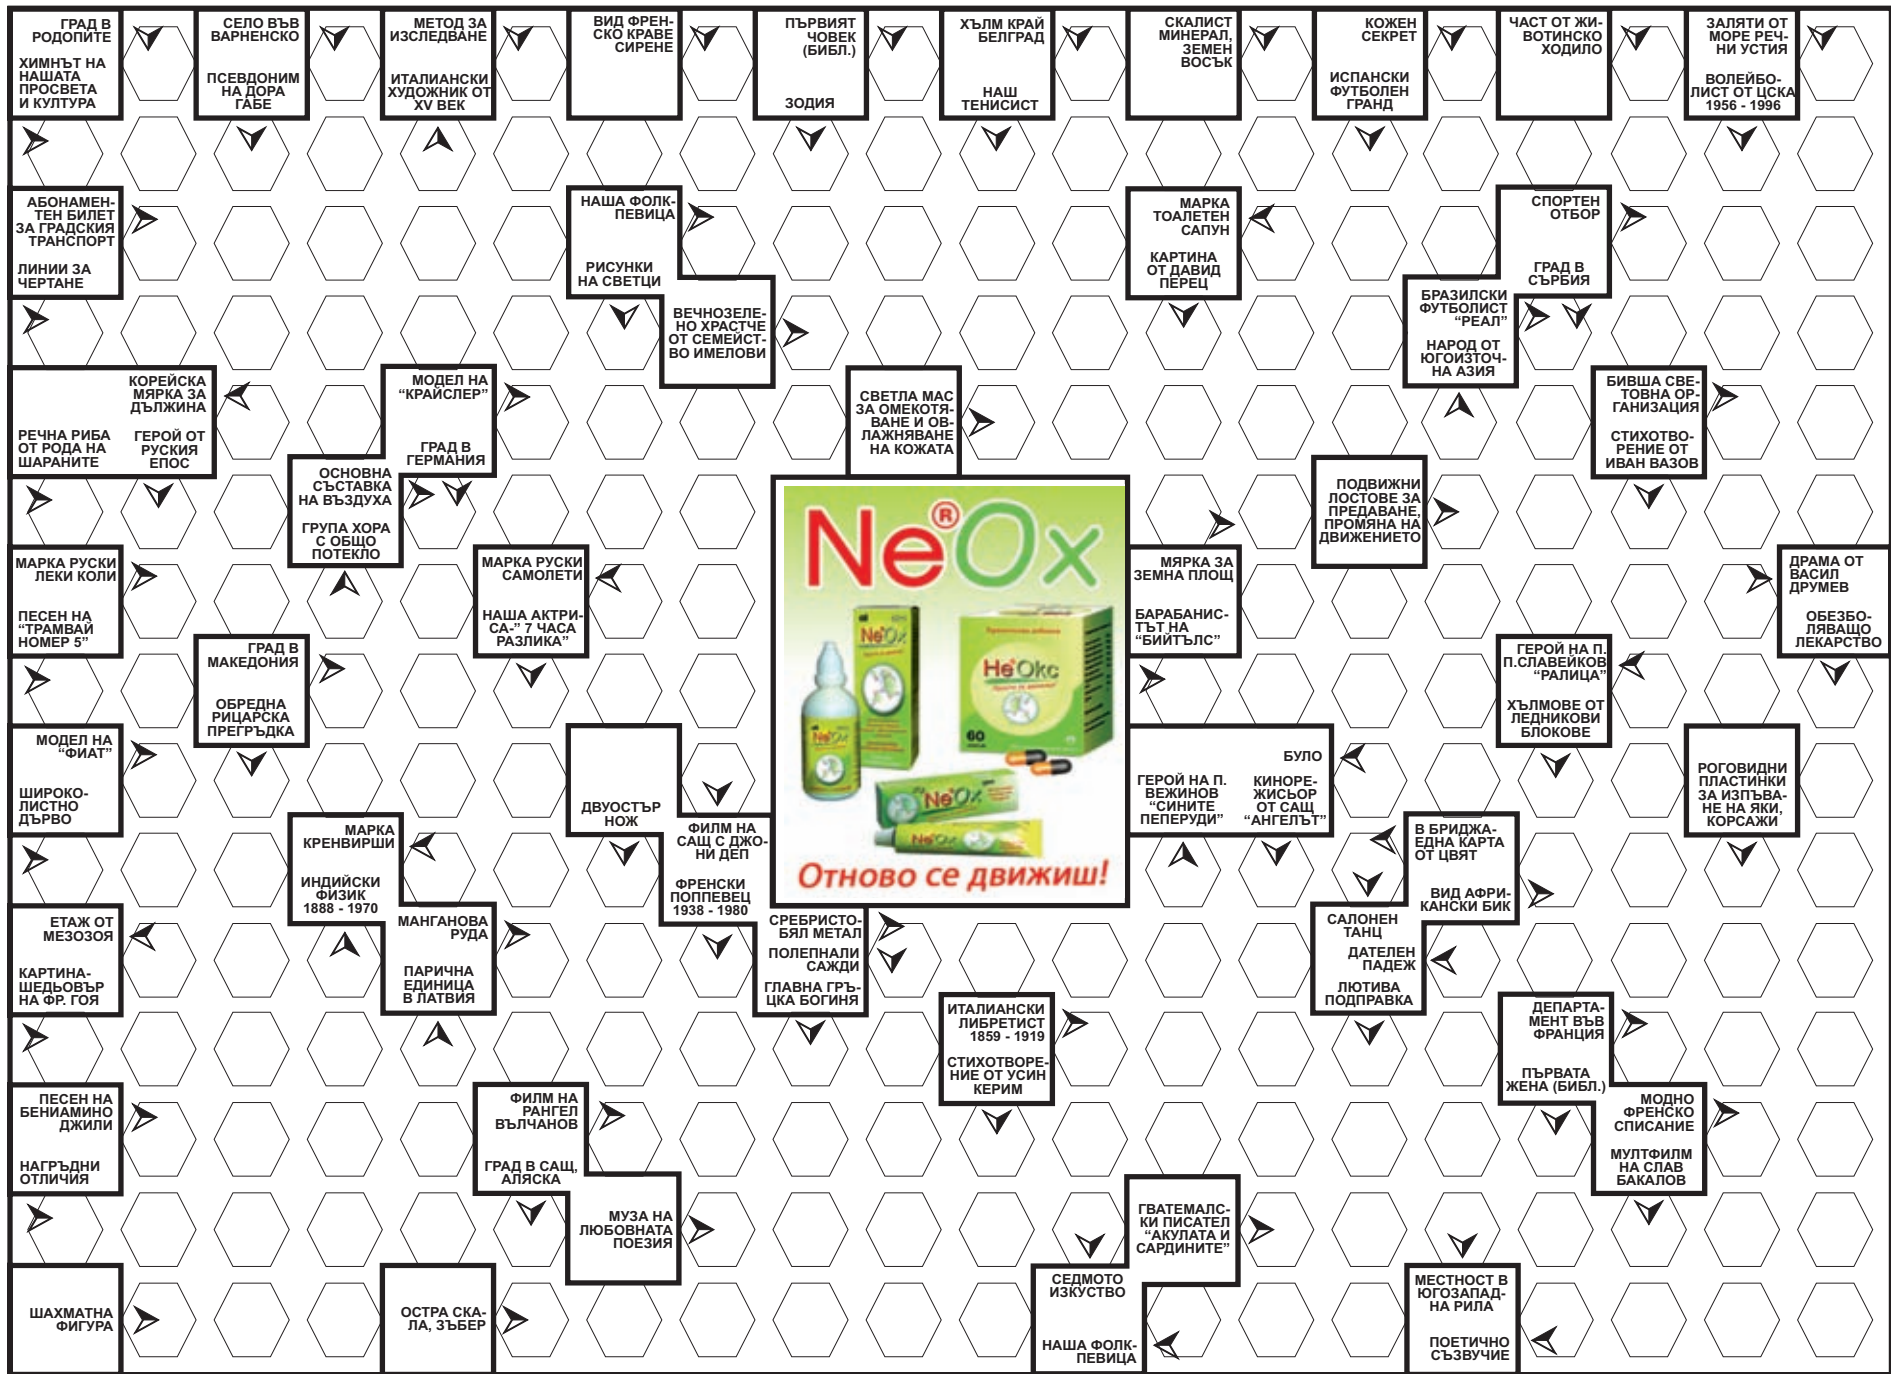 ГРАД В
РОДОПИТЕ
ХИМНЪТ НА
НАШАТА
ПРОСВЕТА
И КУЛТУРА
СЕЛО ВЪВ
ВАРНЕНСКО
ПСЕВДОНИМ
НА ДОРА
ГАБЕ
МЕТОД ЗА
ИЗСЛЕДВАНЕ
ИТАЛИАНСКИ
ХУДОЖНИК ОТ
XV ВЕК
ВИД ФРЕН-
СКО КРАВЕ
СИРЕНЕ
ПЪРВИЯТ
ЧОВЕК
(БИБЛ.)
ЗОДИЯ
ХЪЛМ КРАЙ
БЕЛГРАД
НАШ
ТЕНИСИСТ
СКАЛИСТ
МИНЕРАЛ,
ЗЕМЕН
ВОСЪК
КОЖЕН
СЕКРЕТ
ИСПАНСКИ
ФУТБОЛЕН
ГРАНД
ЧАСТ ОТ ЖИ-
ВОТИНСКО
ХОДИЛО
ЗАЛЯТИ ОТ
МОРЕ РЕЧ-
НИ УСТИЯ
ВОЛЕЙБО-
ЛИСТ ОТ ЦСКА
1956 - 1996
АБОНАМЕН-
ТЕН БИЛЕТ
ЗА ГРАДСКИЯ
ТРАНСПОРТ
ЛИНИИ ЗА
ЧЕРТАНЕ
НАША ФОЛК-
ПЕВИЦА
РИСУНКИ
НА СВЕТЦИ
ВЕЧНОЗЕЛЕ-
НО ХРАСТЧЕ
ОТ СЕМЕЙСТ-
ВО ИМЕЛОВИ
МАРКА
ТОАЛЕТЕН
САПУН
КАРТИНА
ОТ ДАВИД
ПЕРЕЦ
СПОРТЕН
ОТБОР
ГРАД В
СЪРБИЯ
БРАЗИЛСКИ
ФУТБОЛИСТ
“РЕАЛ”
НАРОД ОТ
ЮГОИЗТОЧ-
НА АЗИЯ
КОРЕЙСКА
МЯРКА ЗА
ДЪЛЖИНА
РЕЧНА РИБА
ОТ РОДА НА
ШАРАНИТЕ
ГЕРОЙ ОТ
РУСКИЯ
ЕПОС
МОДЕЛ НА
“КРАЙСЛЕР”
ГРАД В
ГЕРМАНИЯ
ОСНОВНА
СЪСТАВКА
НА ВЪЗДУХА
ГРУПА ХОРА
С ОБЩО
ПОТЕКЛО
СВЕТЛА МАС
ЗА ОМЕКОТЯ-
ВАНЕ И ОВ-
ЛАЖНЯВАНЕ
НА КОЖАТА
БИВША СВЕ-
ТОВНА ОР-
ГАНИЗАЦИЯ
СТИХОТВО-
РЕНИЕ ОТ
ИВАН ВАЗОВ
ПОДВИЖНИ
ЛОСТОВЕ ЗА
ПРЕДАВАНЕ,
ПРОМЯНА НА
ДВИЖЕНИЕТО
МАРКА РУСКИ
ЛЕКИ КОЛИ
ПЕСЕН НА
“ТРАМВАЙ
НОМЕР 5”
МАРКА РУСКИ
САМОЛЕТИ
НАША АКТРИ-
СА-” 7 ЧАСА
РАЗЛИКА”
Ne®Ox
Ne®Ox
Не®Окс
60
Ne®Ox
Ne®Ox
Ne®Ox
Отново се движиш!
МЯРКА ЗА
ЗЕМНА ПЛОЩ
БАРАБАНИС-
ТЪТ НА
“БИЙТЪЛС”
ДРАМА ОТ
ВАСИЛ
ДРУМЕВ
ОБЕЗБО-
ЛЯВАЩО
ЛЕКАРСТВО
ГРАД В
МАКЕДОНИЯ
ОБРЕДНА
РИЦАРСКА
ПРЕГРЪДКА
ГЕРОЙ НА П.
П.СЛАВЕЙКОВ
“РАЛИЦА”
ХЪЛМОВЕ ОТ
ЛЕДНИКОВИ
БЛОКОВЕ
МОДЕЛ НА
“ФИАТ”
ШИРОКО-
ЛИСТНО
ДЪРВО
ДВУОСТЪР
НОЖ
ФИЛМ НА
САЩ С ДЖО-
НИ ДЕП
ФРЕНСКИ
ПОППЕВЕЦ
1938 - 1980
БУЛО
ГЕРОЙ НА П.
ВЕЖИНОВ
“СИНИТЕ
ПЕПЕРУДИ”
КИНОРЕ-
ЖИСЬОР
ОТ САЩ
“АНГЕЛЪТ”
РОГОВИДНИ
ПЛАСТИНКИ
ЗА ИЗПЪВА-
НЕ НА ЯКИ,
КОРСАЖИ
МАРКА
КРЕНВИРШИ
ИНДИЙСКИ
ФИЗИК
1888 - 1970
В БРИДЖА-
ЕДНА КАРТА
ОТ ЦВЯТ
ВИД АФРИ-
КАНСКИ БИК
ЕТАЖ ОТ
МЕЗОЗОЯ
КАРТИНА-
ШЕДЬОВЪР
НА ФР. ГОЯ
МАНГАНОВА
РУДА
ПАРИЧНА
ЕДИНИЦА
В ЛАТВИЯ
СРЕБРИСТО-
БЯЛ МЕТАЛ
ПОЛЕПНАЛИ
САЖДИ
ГЛАВНА ГРЪ-
ЦКА БОГИНЯ
САЛОНЕН
ТАНЦ
ДАТЕЛЕН
ПАДЕЖ
ЛЮТИВА
ПОДПРАВКА
ИТАЛИАНСКИ
ЛИБРЕТИСТ
1859 - 1919
СТИХОТВОРЕ-
НИЕ ОТ УСИН
КЕРИМ
ДЕПАРТА-
МЕНТ ВЪВ
ФРАНЦИЯ
ПЪРВАТА
ЖЕНА (БИБЛ.)
ПЕСЕН НА
БЕНИАМИНО
ДЖИЛИ
НАГРЪДНИ
ОТЛИЧИЯ
ФИЛМ НА
РАНГЕЛ
ВЪЛЧАНОВ
ГРАД В САЩ,
АЛЯСКА
МОДНО
ФРЕНСКО
СПИСАНИЕ
МУЛТФИЛМ
НА СЛАВ
БАКАЛОВ
МУЗА НА
ЛЮБОВНАТА
ПОЕЗИЯ
ГВАТЕМАЛС-
КИ ПИСАТЕЛ
“АКУЛАТА И
САРДИНИТЕ”
ШАХМАТНА
ФИГУРА
ОСТРА СКА-
ЛА, ЗЪБЕР
СЕДМОТО
ИЗКУСТВО
НАША ФОЛК-
ПЕВИЦА
МЕСТНОСТ В
ЮГОЗАПАД-
НА РИЛА
ПОЕТИЧНО
СЪЗВУЧИЕ